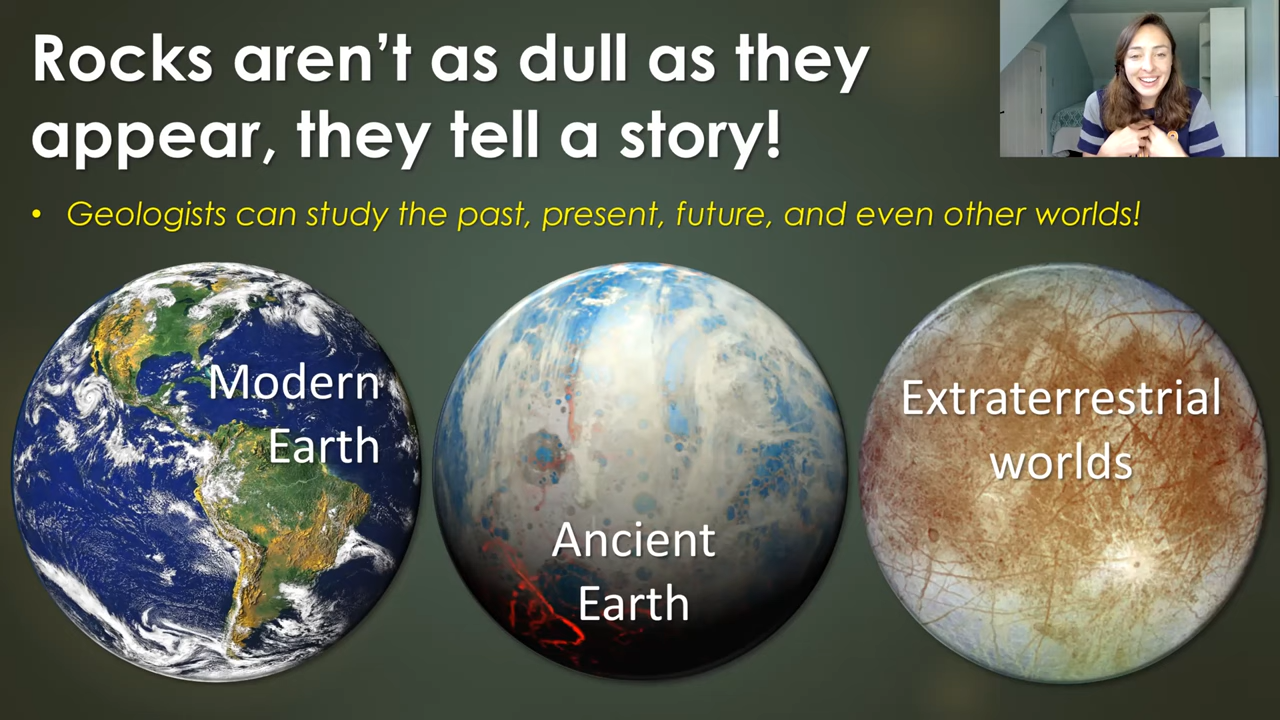 Rocks aren’t as dull as they
appear, they tell a story!
• Geologists can study the past, present, future, and even other worlds!
Modern
Earth
Ancient
Earth
Extraterrestrial
worlds